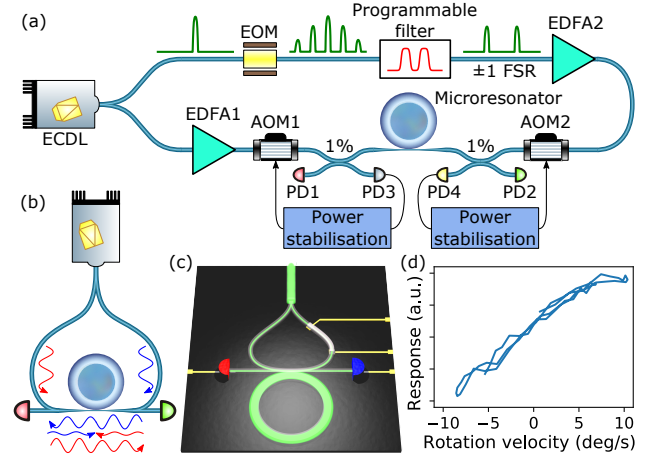 (a)
EOM
Programmable
filter
EDFA2
±1 FSR
ECDL
EDFA1
AOM1
Microresonator
AOM2
1%
1%
PD1
PD3
PD4
PD2
Power
stabilisation
Power
stabilisation
(b)
(c)
(d)
Response (a.u.)
−10
−5
0
5
10
Rotation velocity (deg/s)